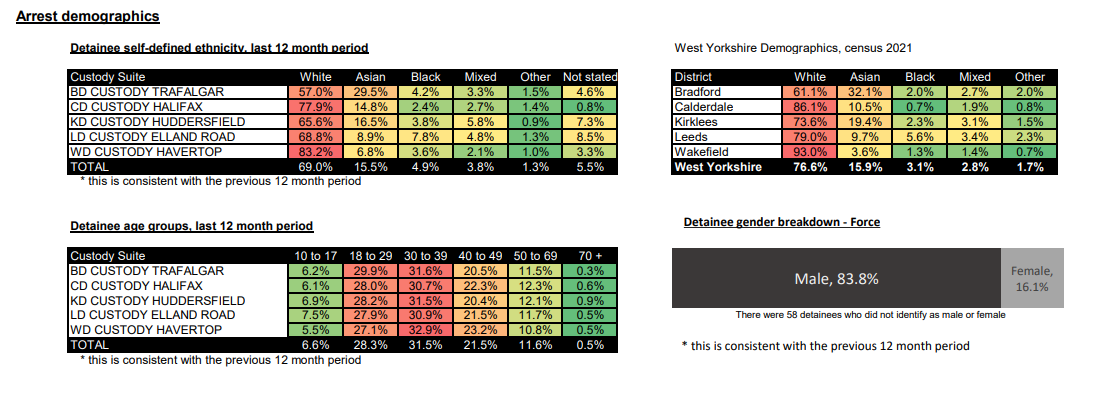 Arrest demographics
Detainee self-defined ethnicity, last 12 month period
Custody Suite White Asian Black Mixed Other Not stated
BD CUSTODY TRAFALGAR 57.0% 29.5% 4.2% 3.3% 1.5% 4.6%
CD CUSTODY HALIFAX 77.9% 14.8% 2.4% 2.7% 1.4% 0.8%
KD CUSTODY HUDDERSFIELD 65.6% 16.5% 3.8% 5.8% 0.9% 7.3%
LD CUSTODY ELLAND ROAD 68.8% 8.9% 7.8% 4.8% 1.3% 8.5%
WD CUSTODY HAVERTOP 83.2% 6.8% 3.6% 2.1% 1.0% 3.3%
TOTAL 69.0% 15.5% 4.9% 3.8% 1.3% 5.5%
* this is consistent with the previous 12 month period
West Yorkshire Demographics, census 2021
District White Asian Black Mixed Other
Bradford 61.1% 32.1% 2.0% 2.7% 2.0%
Calderdale 86.1% 10.5% 0.7% 1.9% 0.8%
Kirklees 73.6% 19.4% 2.3% 3.1% 1.5%
Leeds 79.0% 9.7% 5.6% 3.4% 2.3%
Wakefield 93.0% 3.6% 1.3% 1.4% 0.7%
West Yorkshire 76.6% 15.9% 3.1% 2.8% 1.7%
Detainee age groups, last 12 month period
Custody Suite 10 to 17 18 to 29 30 to 39 40 to 49 50 to 69 70 +
BD CUSTODY TRAFALGAR 6.2% 29.9% 31.6% 20.5% 11.5% 0.3%
CD CUSTODY HALIFAX 6.1% 28.0% 30.7% 22.3% 12.3% 0.6%
KD CUSTODY HUDDERSFIELD 6.9% 28.2% 31.5% 20.4% 12.1% 0.9%
LD CUSTODY ELLAND ROAD 7.5% 27.9% 30.9% 21.5% 11.7% 0.5%
WD CUSTODY HAVERTOP 5.5% 27.1% 32.9% 23.2% 10.8% 0.5%
TOTAL 6.6% 28.3% 31.5% 21.5% 11.6% 0.5%
* this is consistent with the previous 12 month period
Detainee gender breakdown - Force
Male, 83.8%
Female,
16.1%
There were 58 detainees who did not identify as male or female
* this is consistent with the previous 12 month period